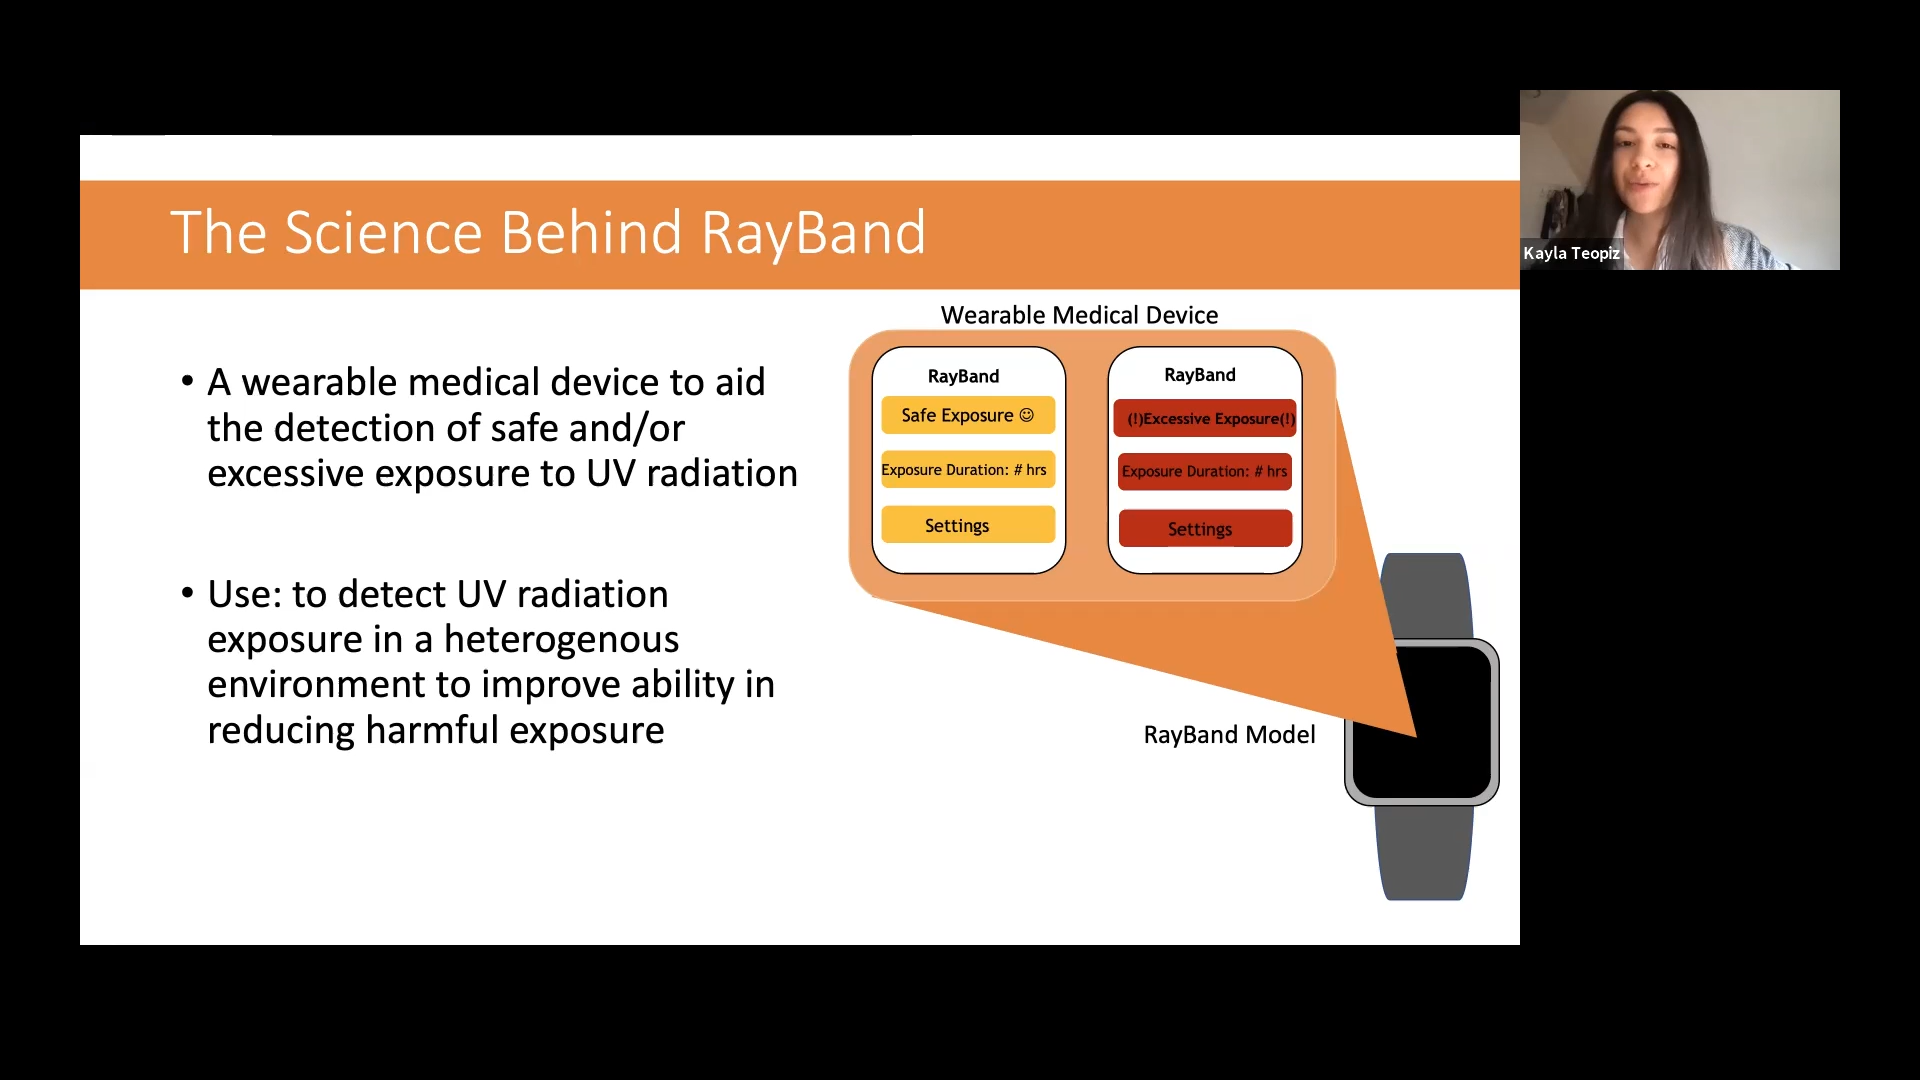 The Science Behind RayBand
Kayla Teopiz
• A wearable medical device to aid
the detection of safe and/or
excessive exposure to UV radiation
• Use: to detect UV radiation
exposure in a heterogenous
environment to improve ability in
reducing harmful exposure
Wearable Medical Device
RayBand
Safe Exposure ☺
Exposure Duration: # hrs
Settings
RayBand
(!)Excessive Exposure(!)
Exposure Duration: # hrs
Settings
RayBand Model